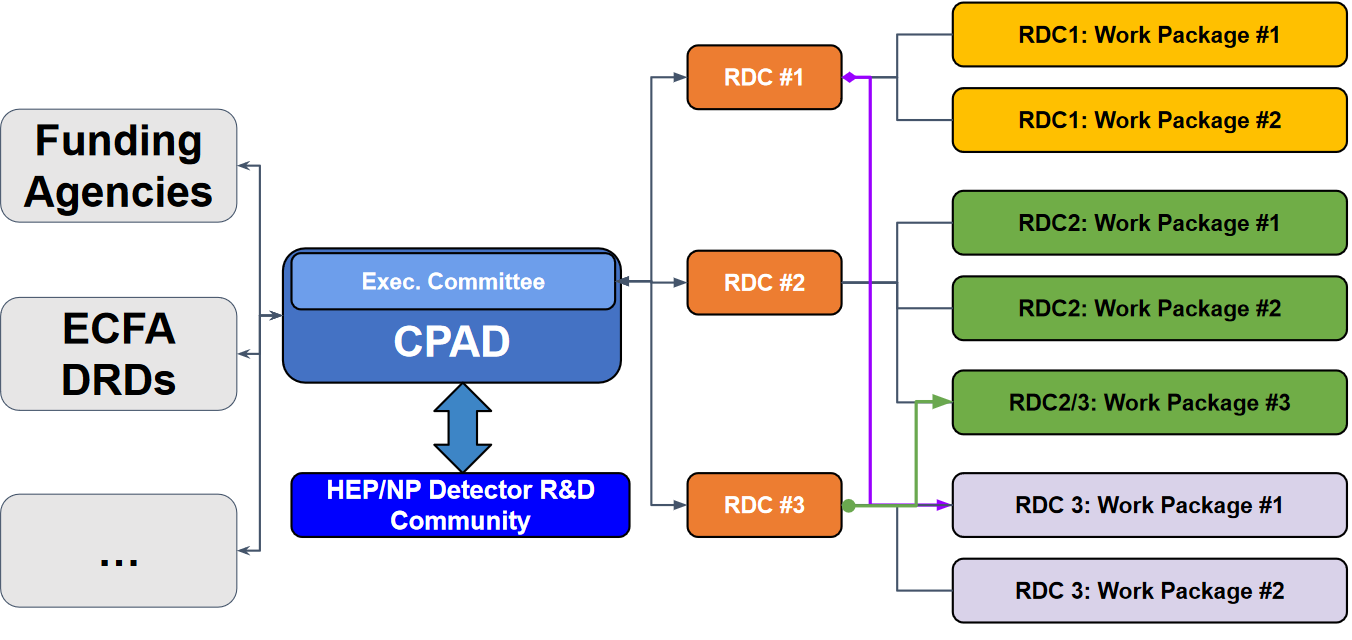 Funding
Agencies
ECFA
DRDs
...
Exec. Committee
CPAD
HEP/NP Detector R&D
Community
RDC #1
RDC #2
RDC #3
RDC1: Work Package #1
RDC1: Work Package #2
RDC2: Work Package #1
RDC2: Work Package #2
RDC2/3: Work Package #3
RDC 3: Work Package #1
RDC 3: Work Package #2